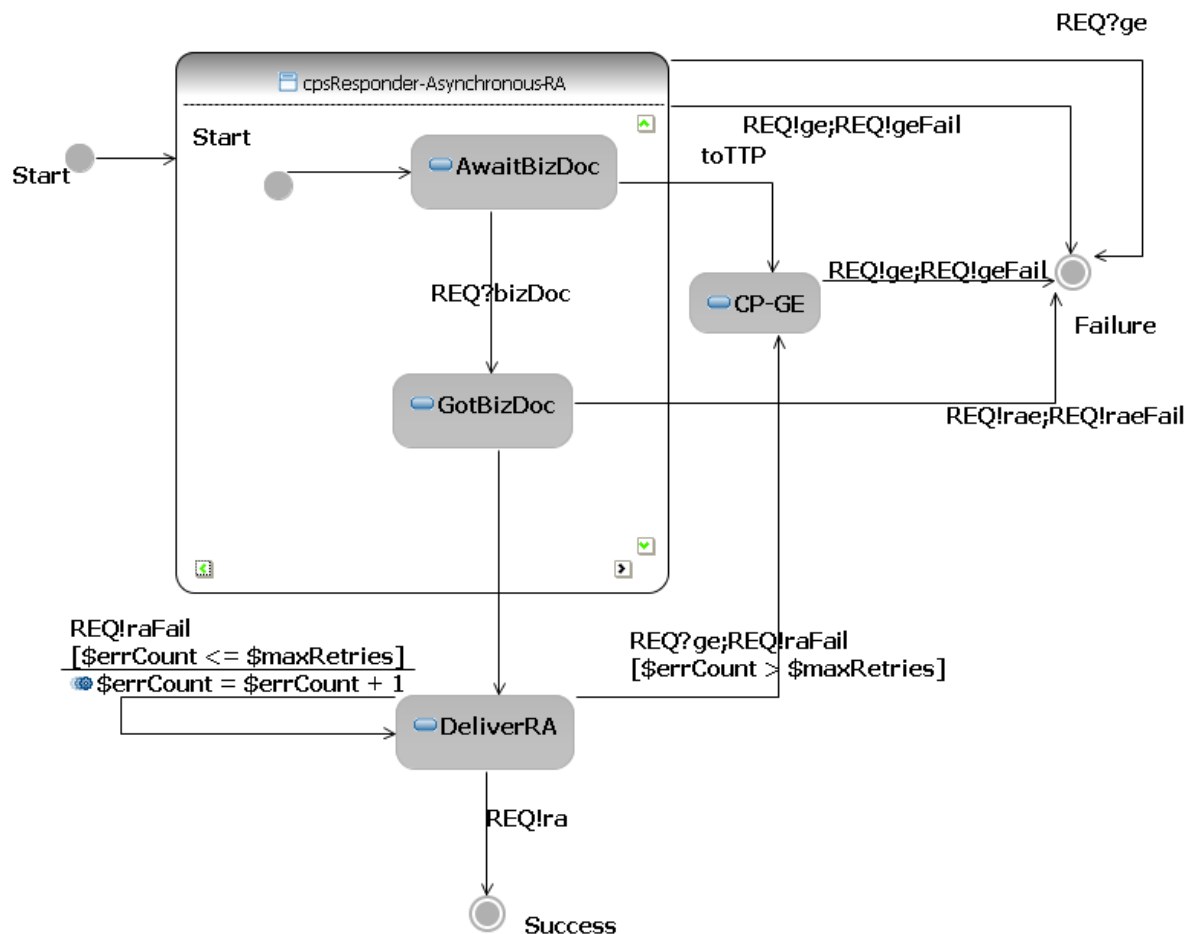 REQ?ge
cpsResponder-Asynchronous-RA
Start
REQ!ge;REQ!geFail
toTTP
AwaitBizDoc
Start
REQ!ge;REQ!geFail
REQ?bizDoc
CP-GE
Failure
GotBizDoc
REQ!rae;REQ!raeFail
REQ!raFail
[$errCount <= $maxRetries]
$errCount = $errCount + 1
REQ?ge;REQ!raFail
[$errCount > $maxRetries]
DeliverRA
REQ!ra
Success